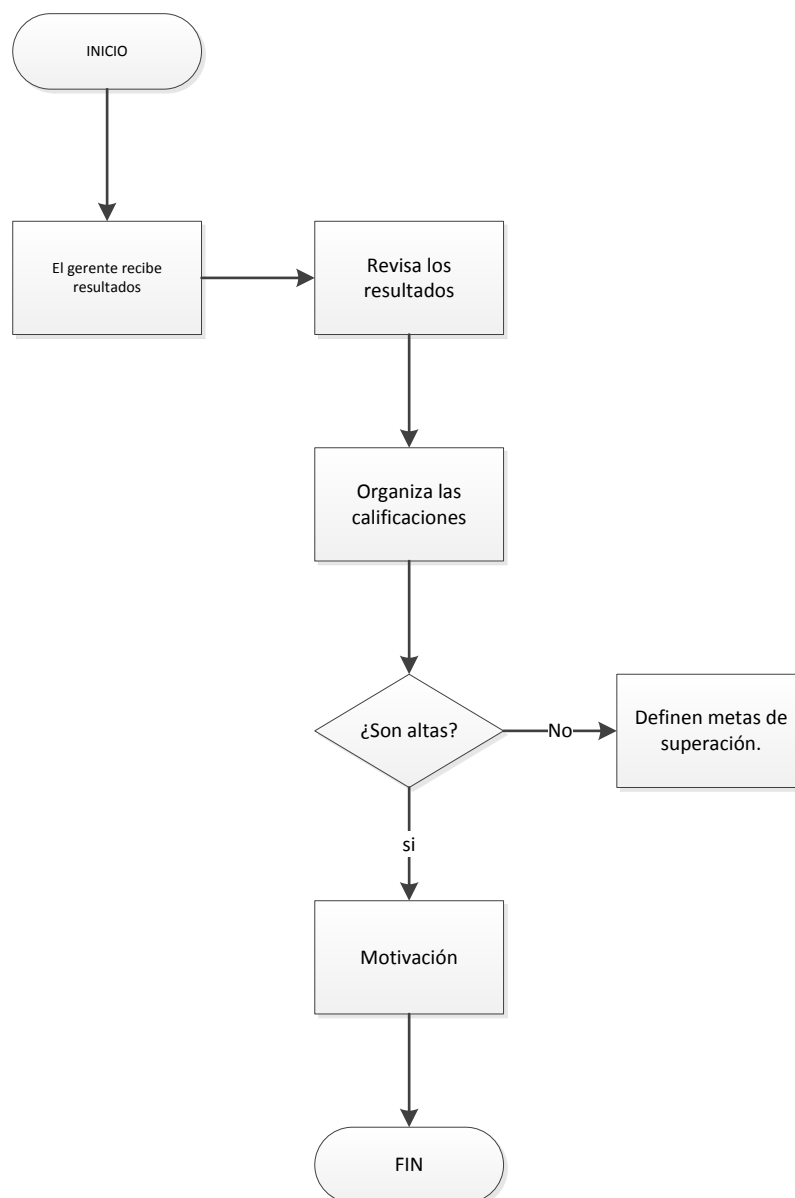 INICIO
El gerente recibe
resultados
Revisa los
resultados
Organiza las
calificaciones
¿Son altas?
No
Definen metas de
superación.
si
Motivación
FIN